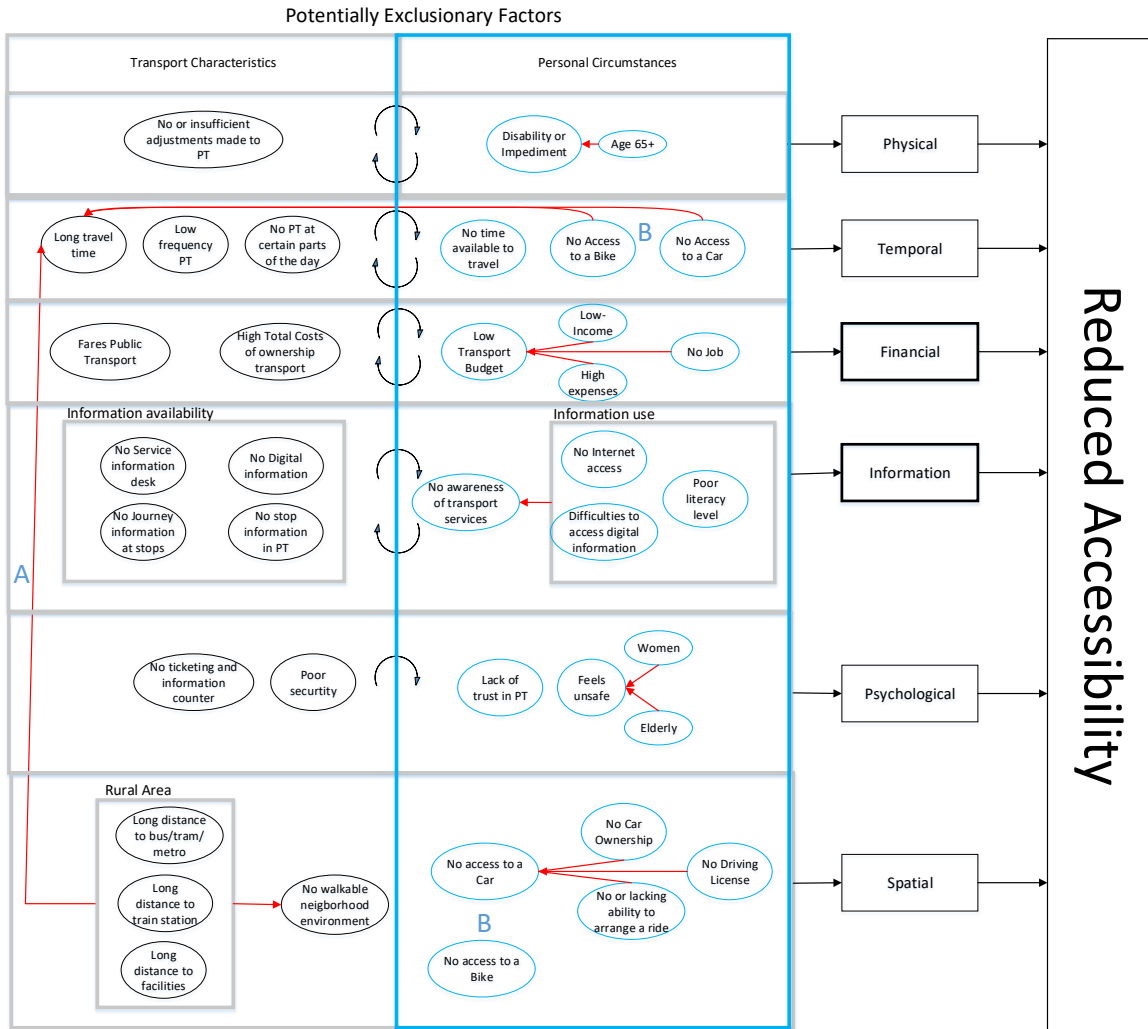 Potentially Exclusionary Factors
Transport Characteristics
Personal Circumstances
No or insufficient
adjustments made to
PT
Disability or
Impediment
Age 65+
Physical
Long travel
time
Low
frequency
PT
No PT at
certain parts
of the day
No time
available to
travel
No Access
to a Bike
B
No Access
to a Car
Temporal
Fares Public
Transport
High Total Costs
of ownership
transport
Low
Transport
Budget
Low-
Income
No Job
High
expenses
Financial
Information availability
No Service
information
desk
No Digital
information
No Journey
information
at stops
No stop
information
in PT
Information use
No awareness
of transport
services
No Internet
access
Poor
literacy
level
Difficulties to
access digital
information
Information
A
No ticketing and
information
counter
Poor
securtity
Lack of
trust in PT
Feels
unsafe
Women
Elderly
Psychological
Rural Area
Long distance
to bus/tram/
metro
Long
distance to
train station
Long
distance to
facilities
No walkable
neigborhood
environment
No access to a
Car
No Car
Ownership
No Driving
License
No or lacking
ability to
arrange a ride
B
No access to a
Bike
Spatial
Reduced Accessibility